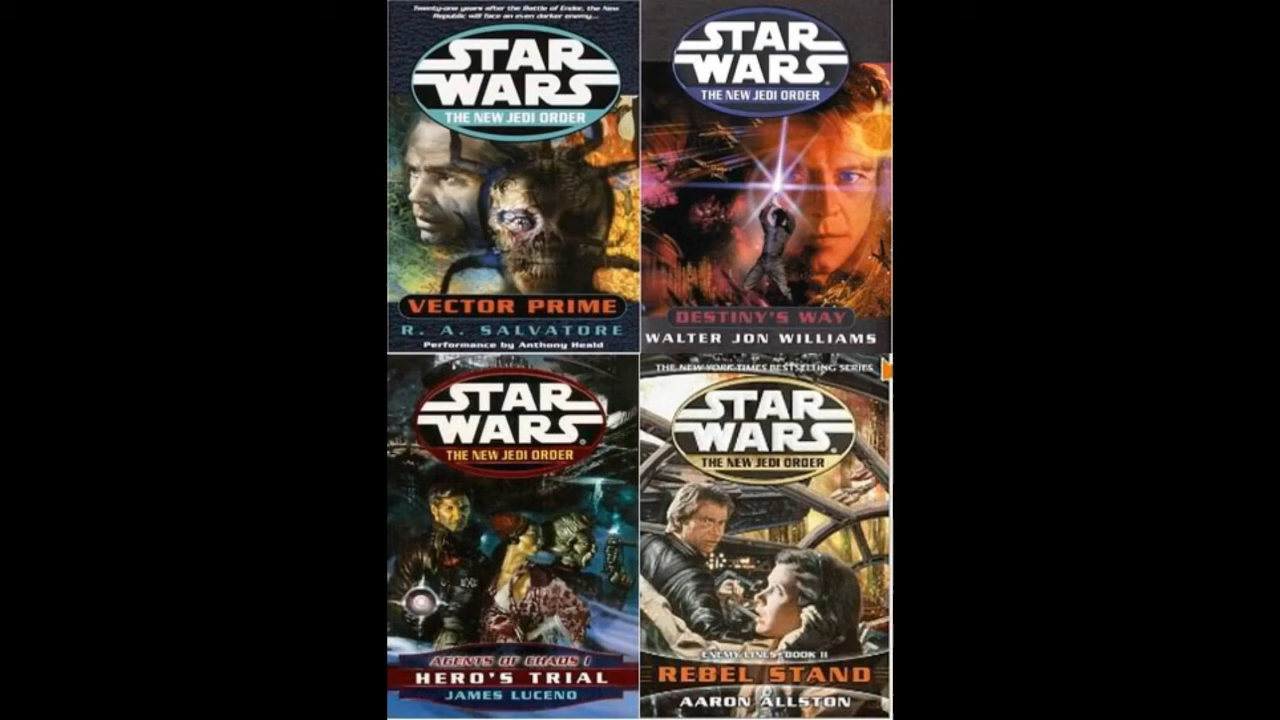 Twenty-one years after the Battle of Endor, the New
Republic will face an even darker enemy...
STAR
WARS
THE NEW JEDI ORDER
VECTOR PRIME
R. A. SALVATORE
Performance by Anthony Heald
STAR
WARS®
THE NEW JEDI ORDER
DESTINY'S WAY
WALTER JON WILLIAMS
STAR
WARS®
THE NEW JEDI ORDER
AGENTS OF CHAOS I
HERO'S TRIAL
JAMES LUCENO
THE NEW YORK TIMES BESTSELLING SERIES
STAR
WARS®
THE NEW JEDI ORDER
ENEMY LINES: BOOK II
REBEL STAND
AARON ALLSTON